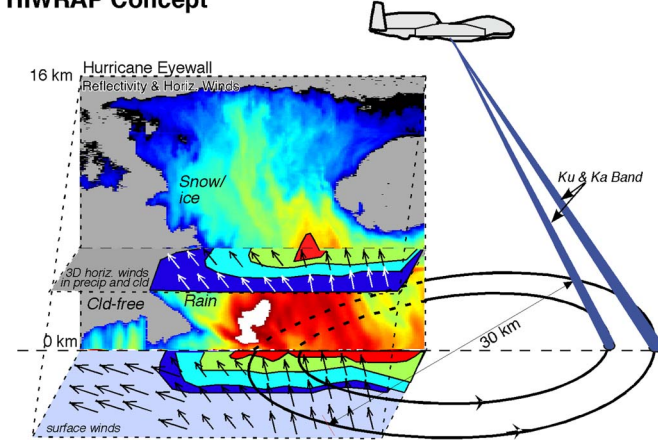 HIWRAP Concept
Hurricane Eyewall
16 km
Reflectivity & Horiz. Winds
Snow/
ice
Ku & Ka Band
3D horiz. winds
in precip and cld
Cld-free
Rain
30 km
0 km
surface winds